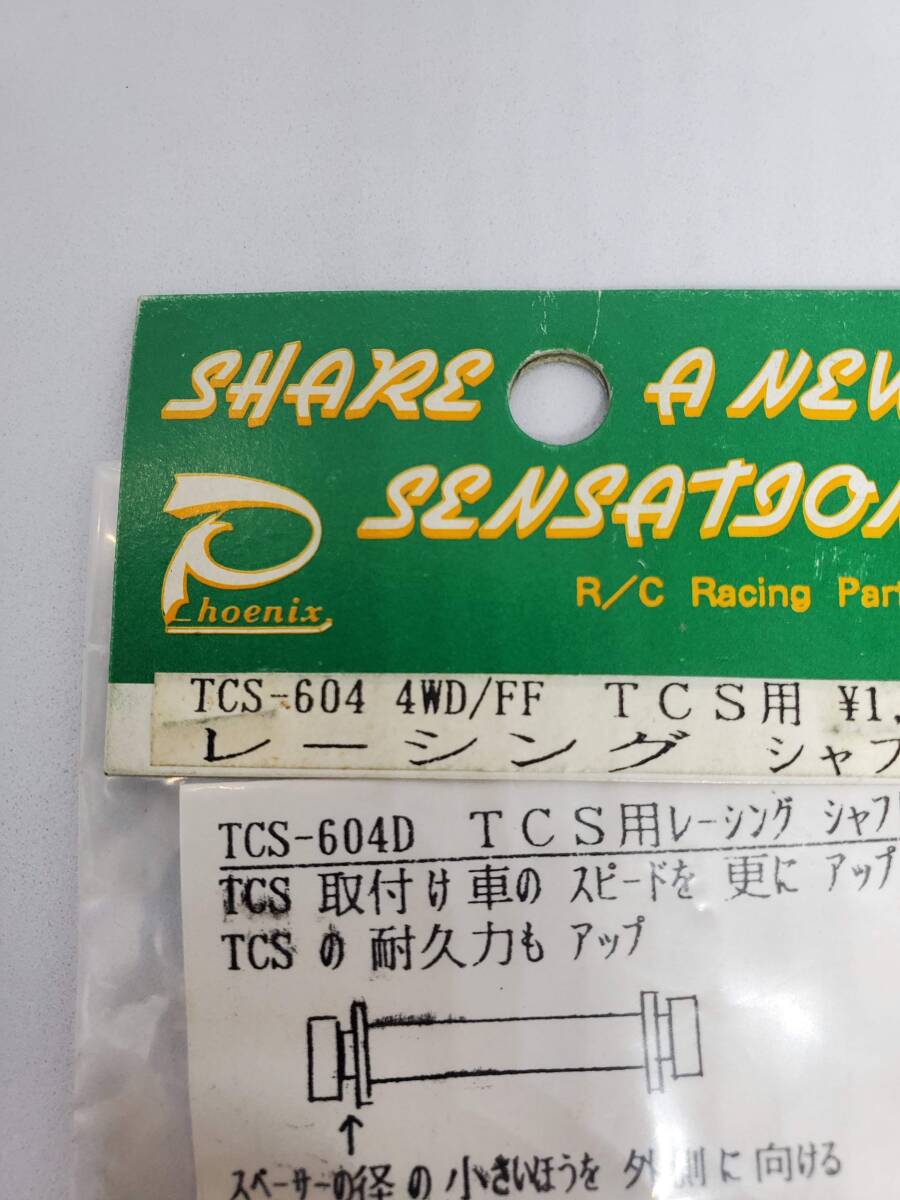 SHARE A NEW
SENSATION
Phoenix
R/C Racing Part
TCS-604 4WD/FF TCS用 ¥1,
レーシング シャフ
TCS-604D TCS用レーシング シャフ
TCS 取付け車の スピードを 更に アップ
TCS の 耐久力も アップ
スペーサーの径の小さいほうを 外側に 向ける